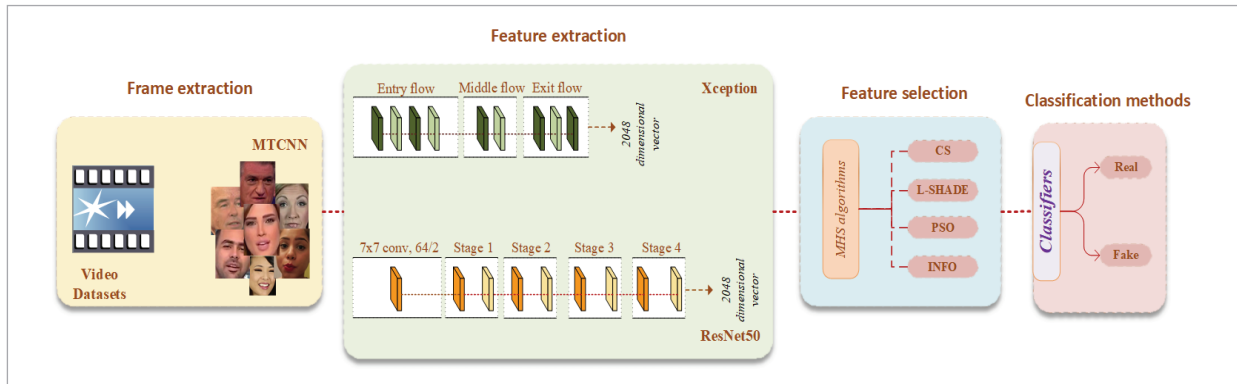 Frame extraction
MTCNN
Video
Datasets
Feature extraction
Entry flow
Middle flow
Exit flow
Xception
2048
dimensional
vector
7x7 conv, 64/2
Stage 1
Stage 2
Stage 3
Stage 4
2048
dimensional
vector
ResNet50
Feature selection
MHS algorithms
CS
L-SHADE
PSO
INFO
Classification methods
Classifiers
Real
Fake